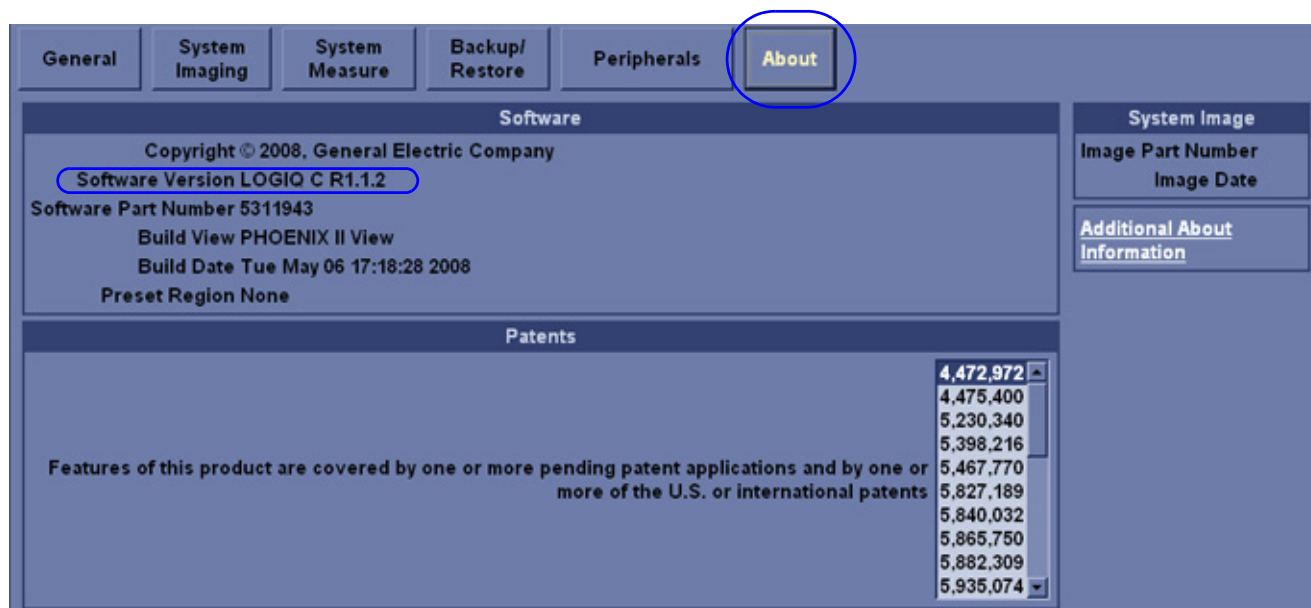 General
System
Imaging
System
Measure
Backup/
Restore
Peripherals
About
Software
Copyright © 2008, General Electric Company
Software Version LOGIQ C R1.1.2
Software Part Number 5311943
Build View PHOENIX II View
Build Date Tue May 06 17:18:28 2008
Preset Region None
System Image
Image Part Number
Image Date
Additional About
Information
Patents
Features of this product are covered by one or more pending patent applications and by one or
more of the U.S. or international patents
4,472,972
4,475,400
5,230,340
5,398,216
5,467,770
5,827,189
5,840,032
5,865,750
5,882,309
5,935,074